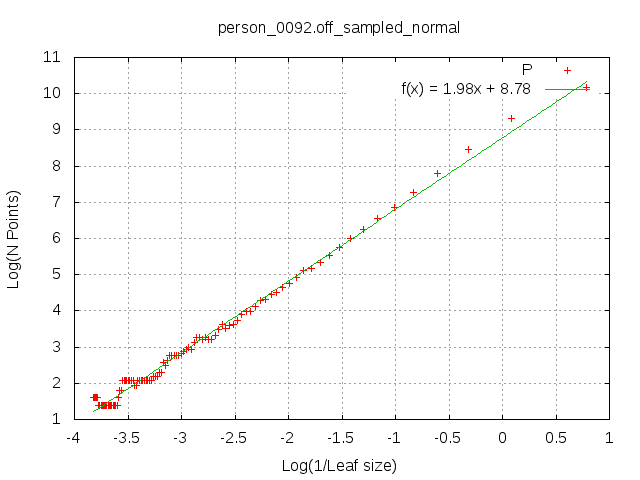 person_0092.off_sampled_normal
11
10
9
8
7
6
5
4
3
2
1
Log(N Points)
P
f(x) = 1.98x + 8.78
-4 -3.5 -3 -2.5 -2 -1.5 -1 -0.5 0 0.5 1
Log(1/Leaf size)